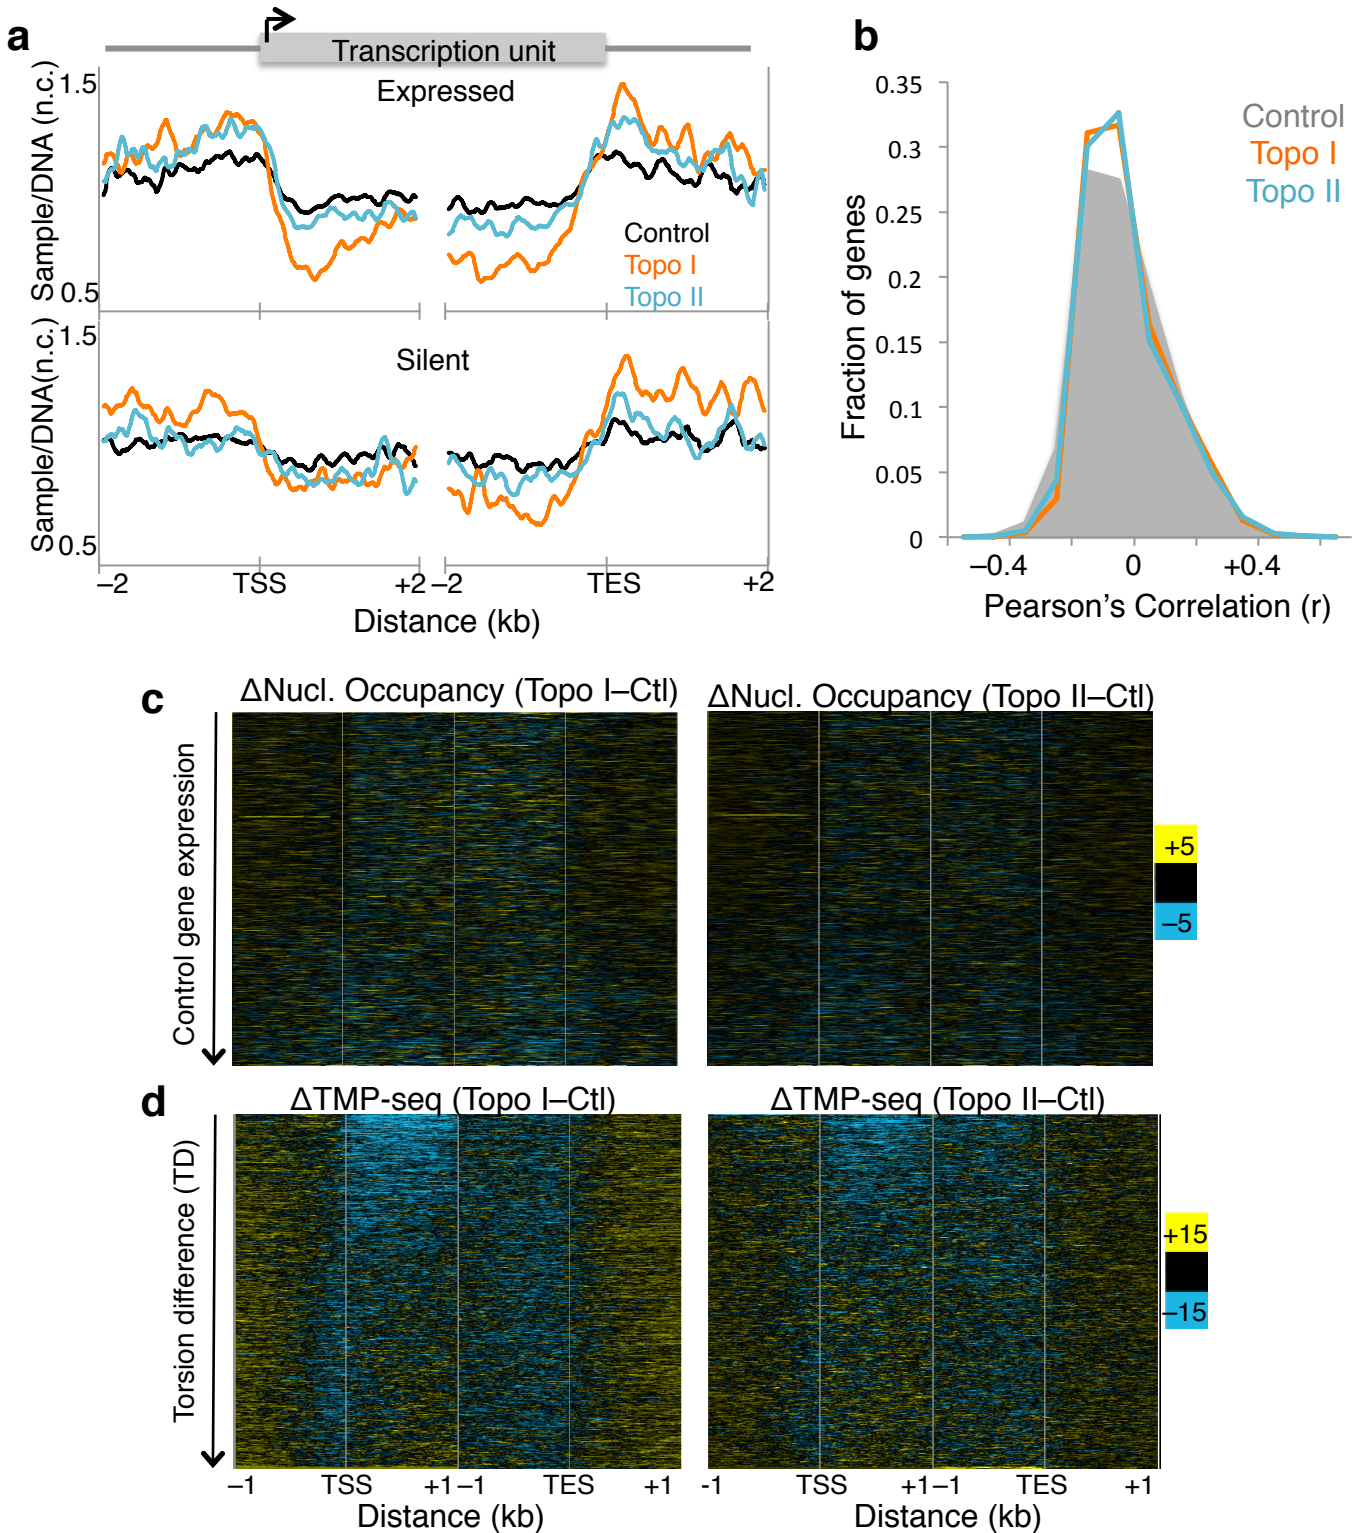 a
Transcription unit
Expressed
Sample/DNA (n.c.)
1.5
0.5
Control
Topo I
Topo II
Silent
Sample/DNA(n.c.)
1.5
0.5
–2 TSS +2 –2 TES +2
Distance (kb)
b
Control
Topo I
Topo II
Fraction of genes
0.35
0.3
0.25
0.2
0.15
0.1
0.05
0
–0.4 0 +0.4
Pearson's Correlation (r)
c
ΔNucl. Occupancy (Topo I–Ctl)
ΔNucl. Occupancy (Topo II–Ctl)
Control gene expression
+5
–5
d
ΔTMP-seq (Topo I–Ctl)
ΔTMP-seq (Topo II–Ctl)
Torsion difference (TD)
+15
–15
–1 TSS +1 –1 TES +1
Distance (kb)
-1 TSS +1 –1 TES +1
Distance (kb)